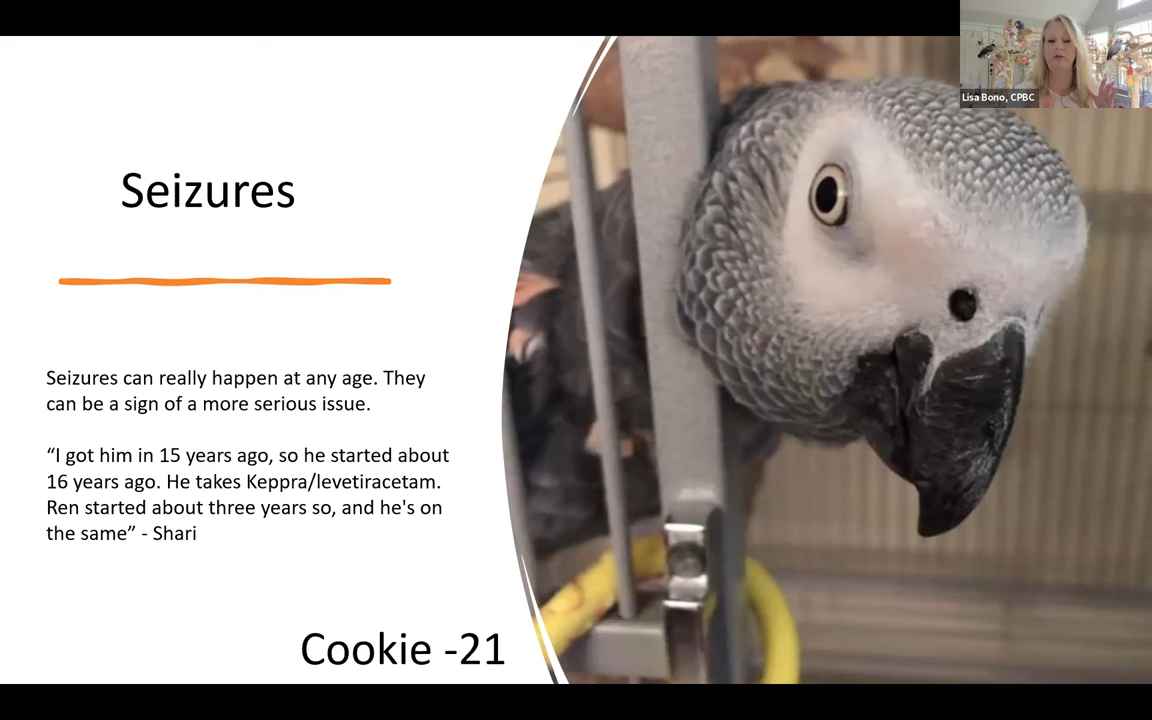 Lisa Bono, CPBC
Seizures
Seizures can really happen at any age. They
can be a sign of a more serious issue.
“I got him in 15 years ago, so he started about
16 years ago. He takes Keppra/levetiracetam.
Ren started about three years so, and he's on
the same” - Shari
Cookie -21